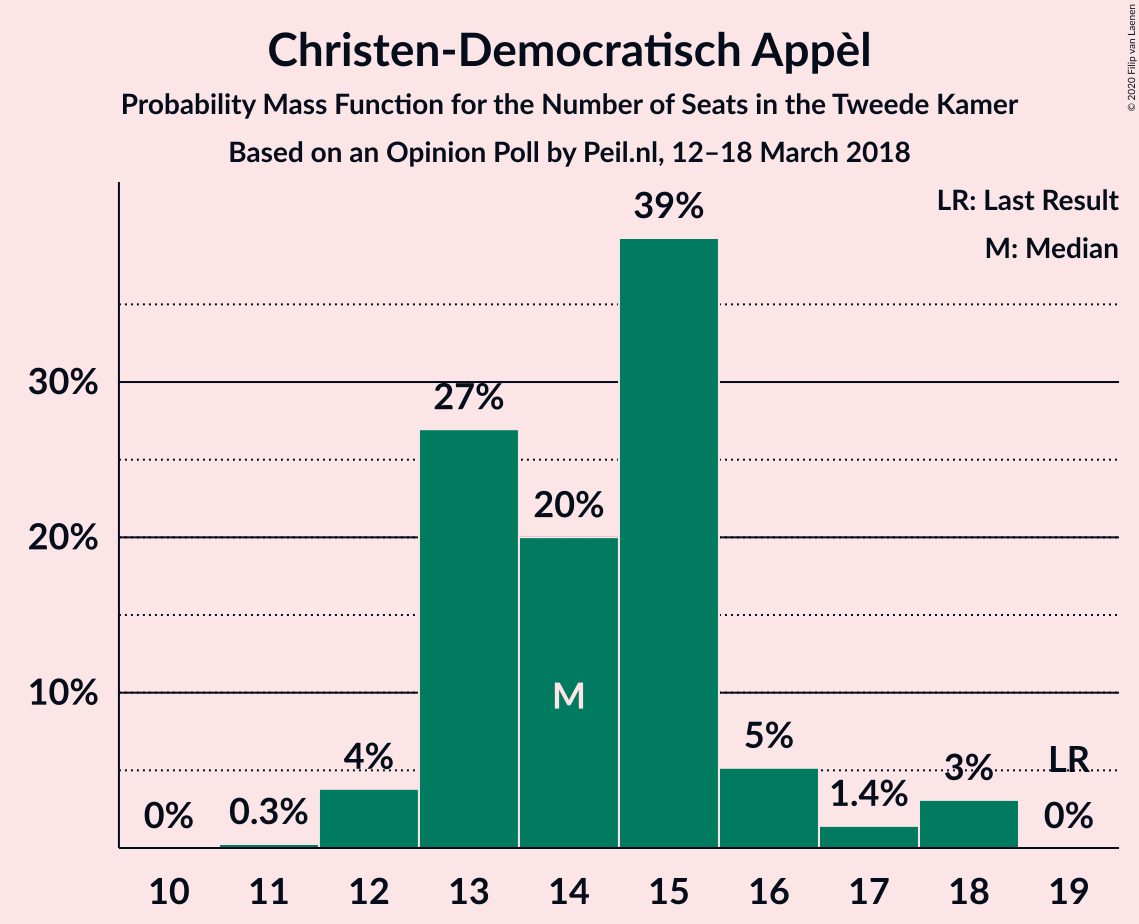 Christen-Democratisch Appèl
Probability Mass Function for the Number of Seats in the Tweede Kamer
Based on an Opinion Poll by Peil.nl, 12–18 March 2018
© 2020 Filip van Laenen
LR: Last Result
M: Median
39%
30%
27%
20%
20%
10%
M
5%
4%
3%
LR
1.4%
0.3%
0%
0%
10 11 12 13 14 15 16 17 18 19